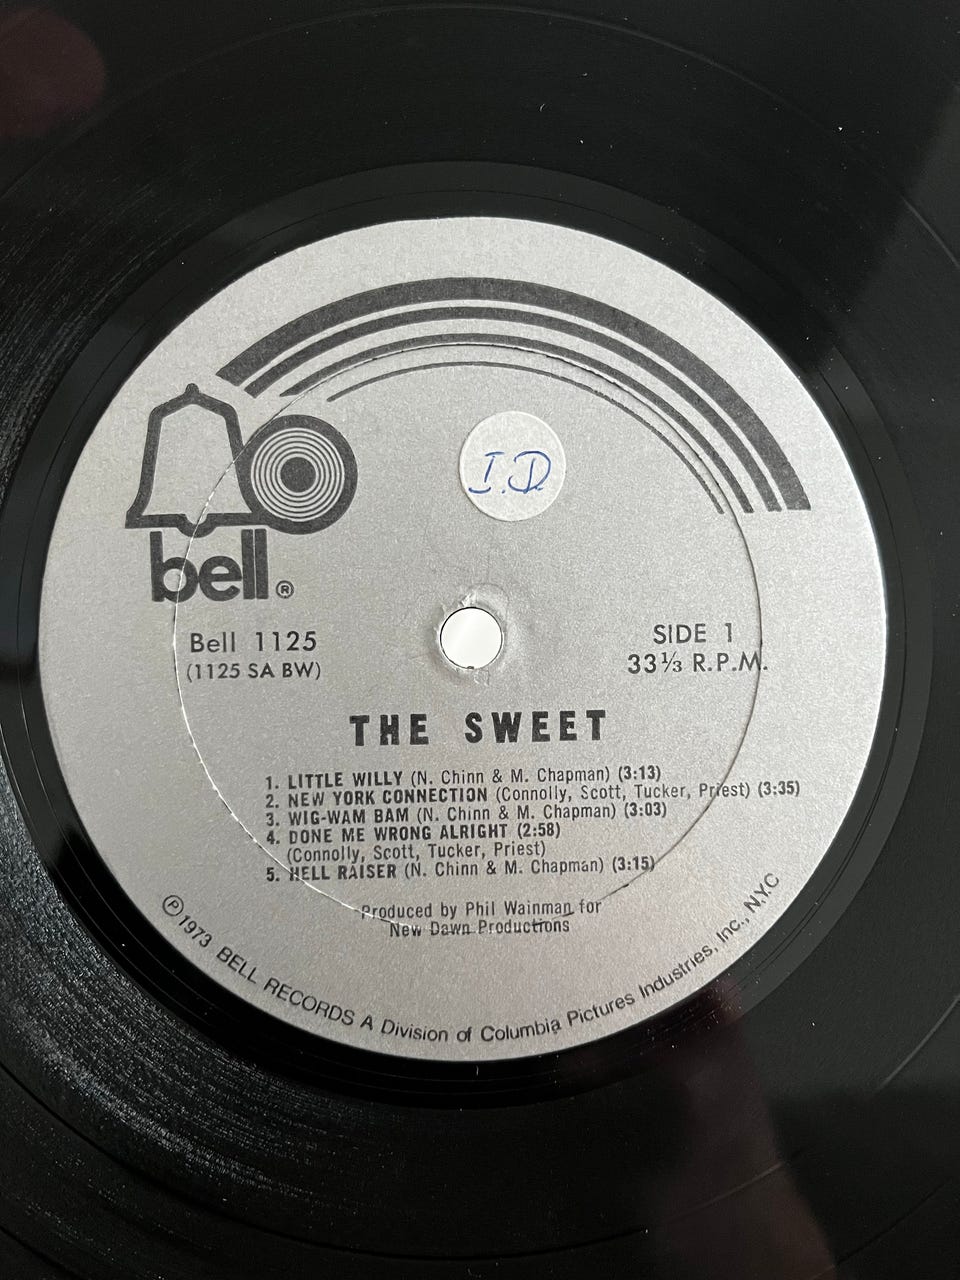 I.D.
bell®
Bell 1125
(1125 SA BW)
SIDE 1
33⅓ R.P.M.
THE SWEET
1. LITTLE WILLY (N. Chinn & M. Chapman) (3:13)
2. NEW YORK CONNECTION (Connolly, Scott, Tucker, Priest) (3:35)
3. WIG-WAM BAM (N. Chinn & M. Chapman) (3:03)
4. DONE ME WRONG ALRIGHT (2:58)
(Connolly, Scott, Tucker, Priest)
5. HELL RAISER (N. Chinn & M. Chapman) (3:15)
Produced by Phil Wainman for
New Dawn Productions
℗1973 BELL RECORDS A Division of Columbia Pictures Industries, Inc., N.Y.C